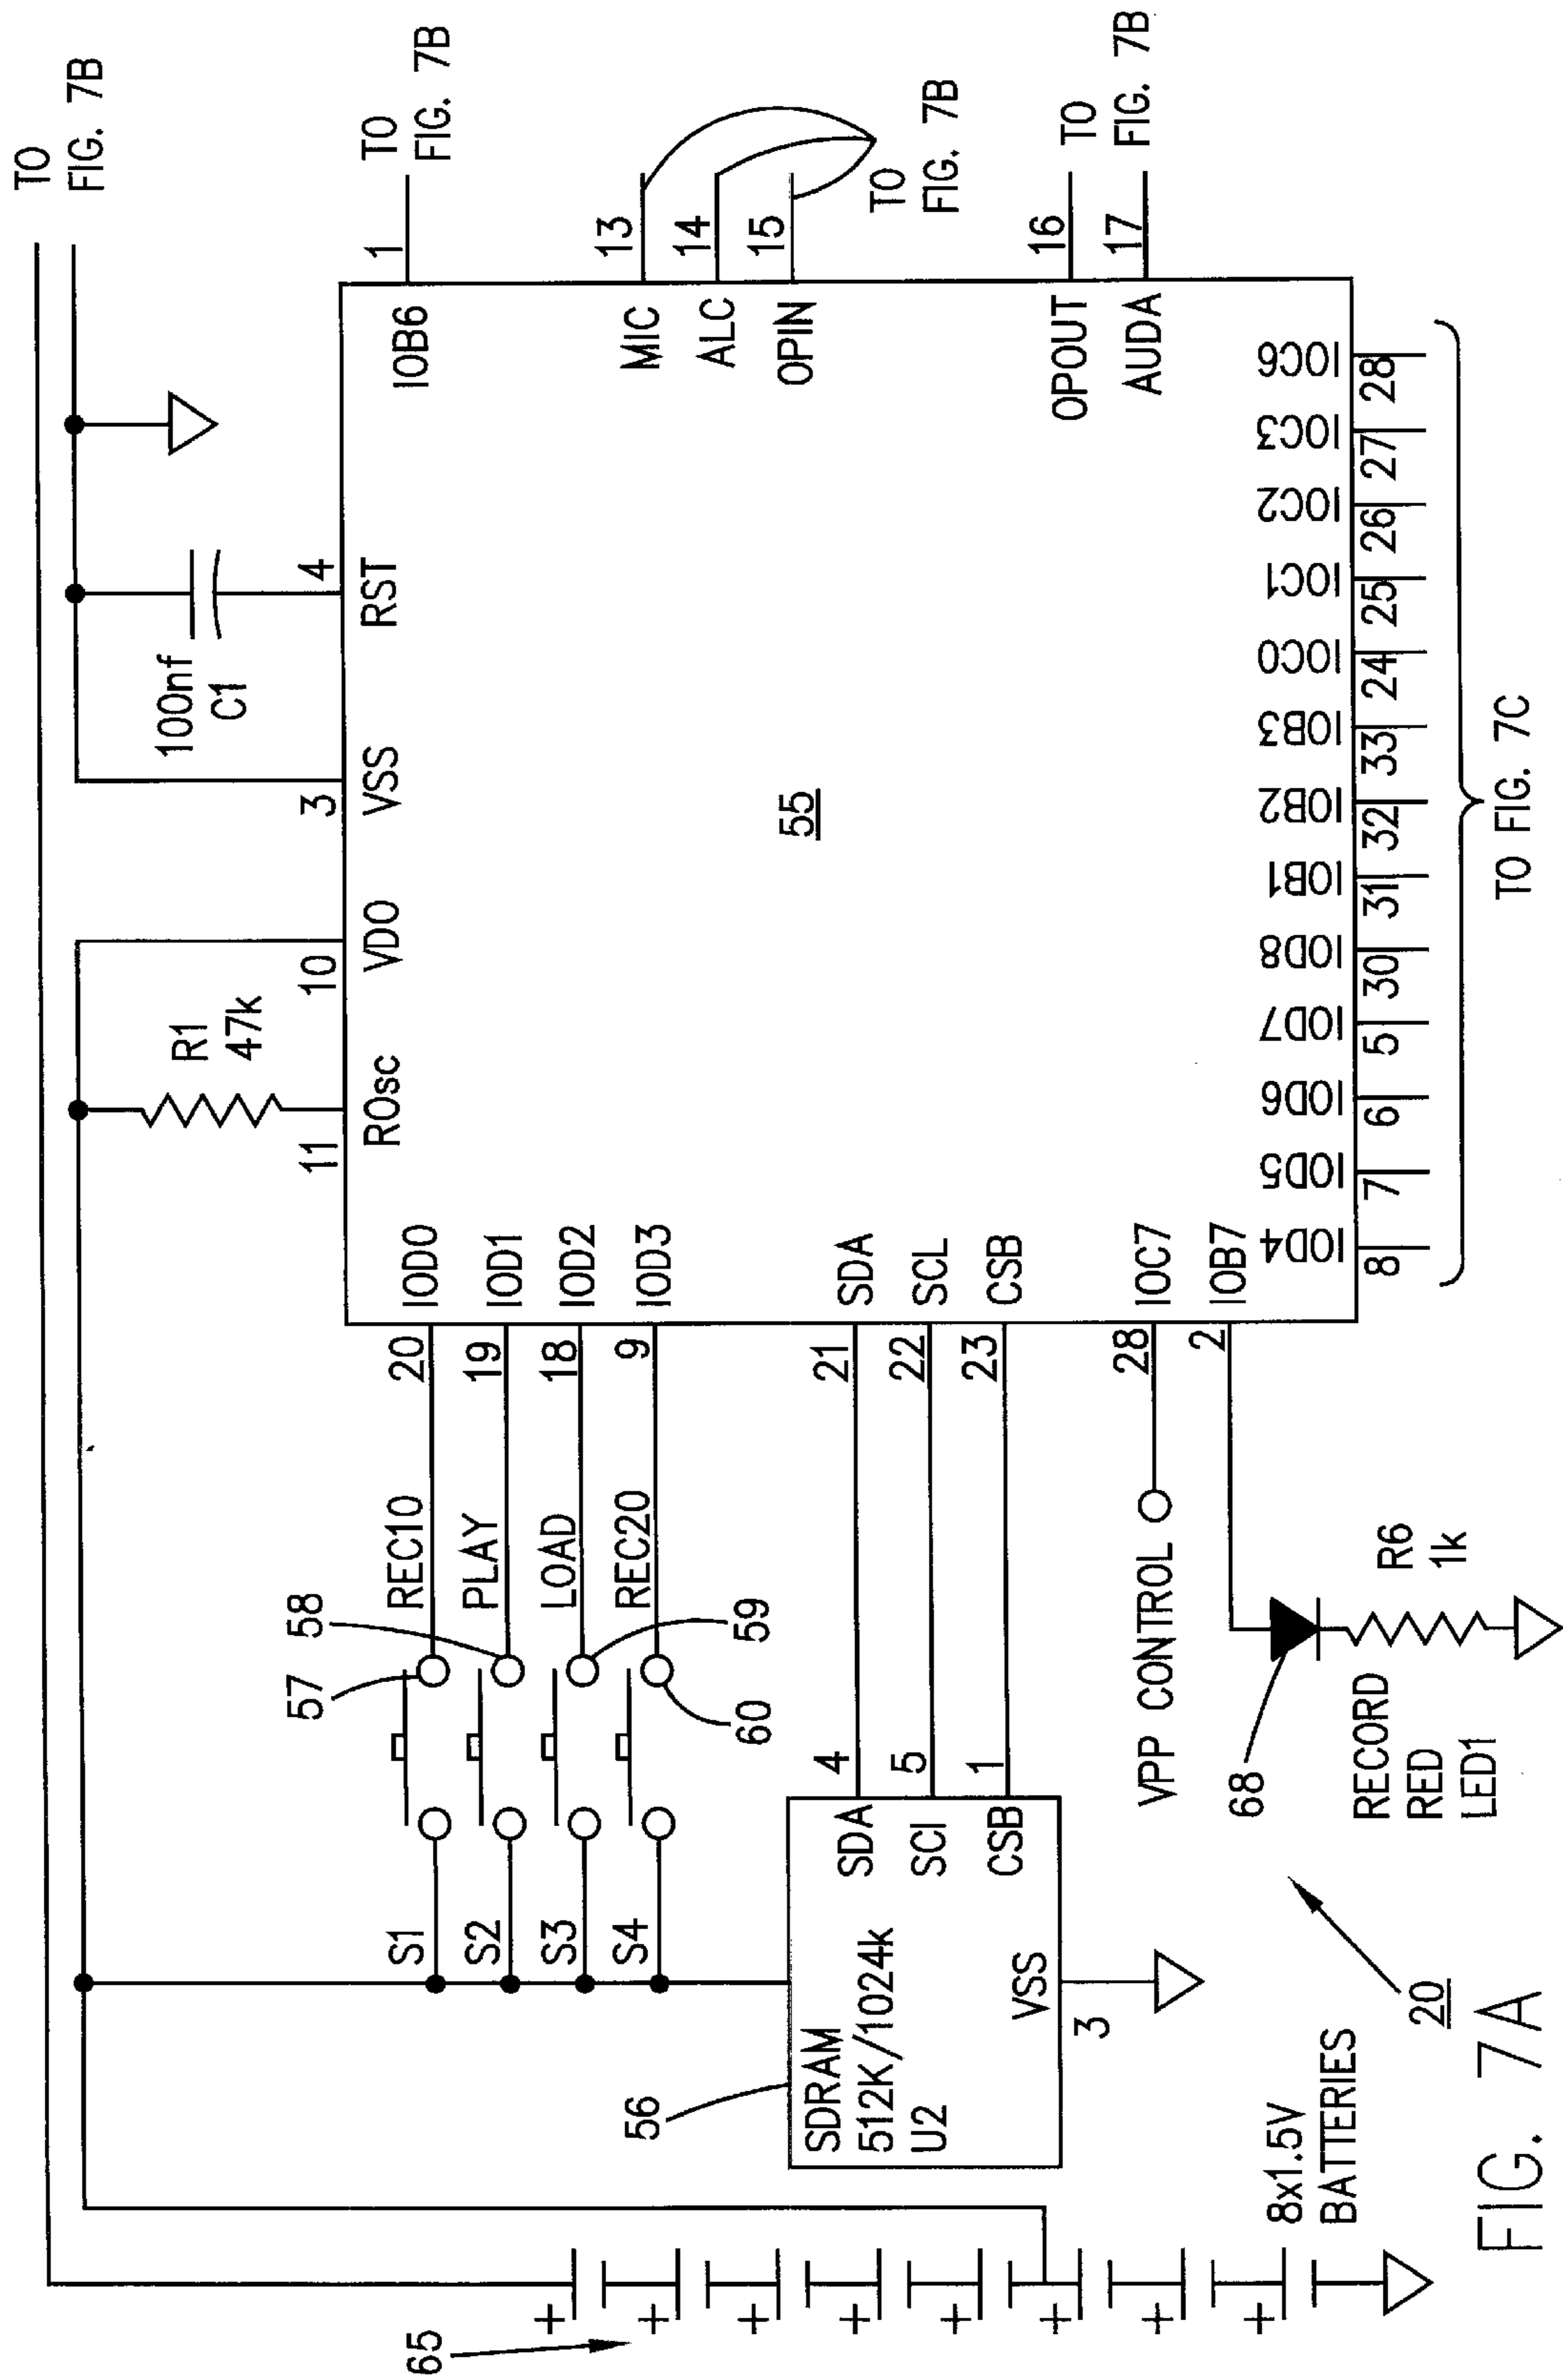 TO
FIG. 7B
TO
FIG. 7B
1
IOB6
100nf
C1
4
RST
3
VSS
10
VDO
R1
47k
11
ROsc
MIC
13
ALC
14
OPIN
15
TO
FIG. 7B
OPOUT
16
TO
FIG. 7B
AUDA
17
55
57
58
59
60
S1
REC10
20
IOD0
S2
PLAY
19
IOD1
S3
LOAD
18
IOD2
S4
REC20
9
IOD3
56
SDRAM
512K/1024k
U2
SDA
4
21
SDA
SCI
5
22
SCL
CSB
1
23
CSB
VSS
3
VPP CONTROL
28
IOC7
2
IOB7
68
RECORD
RED
LED1
R6
1k
IOD4
IOD5
IOD6
IOD7
IOD8
IOB1
IOB2
IOB3
IOC0
IOC1
IOC2
IOC3
IOC6
8
7
6
5
30
31
32
33
24
25
26
27
28
TO FIG. 7C
65
+
+
+
+
+
+
+
+
8x1.5V
BATTERIES
20
FIG. 7A